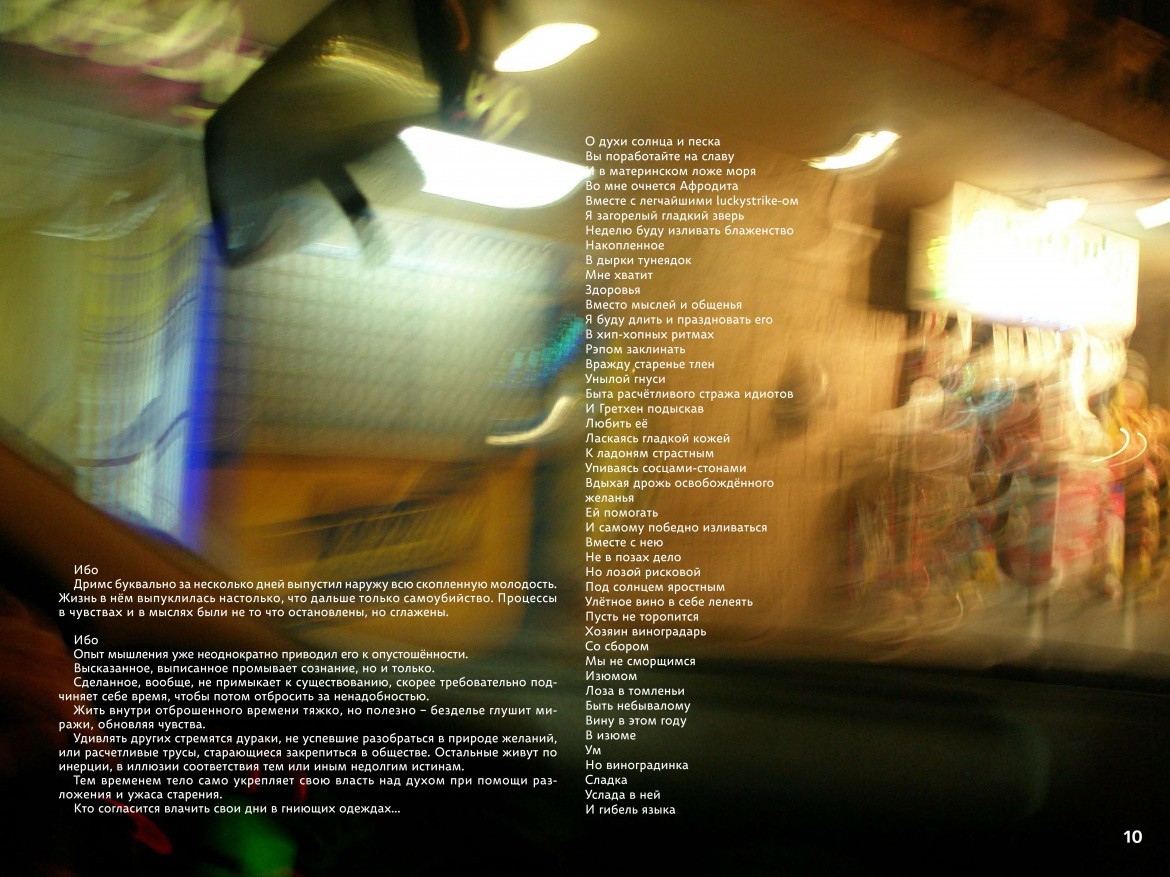 Ибо
Дримс буквально за несколько дней выпустил наружу всю скопленную молодость.
Жизнь в нём выпуклилась настолько, что дальше только самоубийство. Процессы
в чувствах и в мыслях были не то что остановлены, но сглажены.
Ибо
Опыт мышления уже неоднократно приводил его к опустошённости.
Высказанное, выписанное промывает сознание, но и только.
Сделанное, вообще, не примыкает к существованию, скорее требовательно под-
чиняет себе время, чтобы потом отбросить за ненадобностью.
Жить внутри отброшенного времени тяжко, но полезно – безделье глушит ми-
ражи, обновляя чувства.
Удивлять других стремятся дураки, не успевшие разобраться в природе желаний,
или расчетливые трусы, старающиеся закрепиться в обществе. Остальные живут по
инерции, в иллюзии соответствия тем или иным недолгим истинам.
Тем временем тело само укрепляет свою власть над духом при помощи раз-
ложения и ужаса старения.
Кто согласится влачить свои дни в гниющих одеждах...
О духи солнца и песка
Вы поработайте на славу
И в материнском ложе моря
Во мне очнется Афродита
Вместе с легчайшими luckystrike-ом
Я загорелый гладкий зверь
Неделю буду изливать блаженство
Накопленное
В дырки тунеядок
Мне хватит
Здоровья
Вместо мыслей и общенья
Я буду длить и праздновать его
В хип-хопных ритмах
Рэпом заклинать
Вражду старенье тлен
Унылой гнуси
Быта расчётливого стража идиотов
И Гретхен подыскав
Любить её
Ласкаясь гладкой кожей
К ладоням страстным
Упиваясь сосцами-стонами
Вдыхая дрожь освобождённого
желанья
Ей помогать
И самому победно изливаться
Вместе с нею
Не в позах дело
Но лозой рисковой
Под солнцем яростным
Улётное вино в себе лелеять
Пусть не торопится
Хозяин виноградарь
Со сбором
Мы не сморщимся
Изюмом
Лоза в томленьи
Быть небывалому
Вину в этом году
В изюме
Ум
Но виноградинка
Сладка
Услада в ней
И гибель языка
10